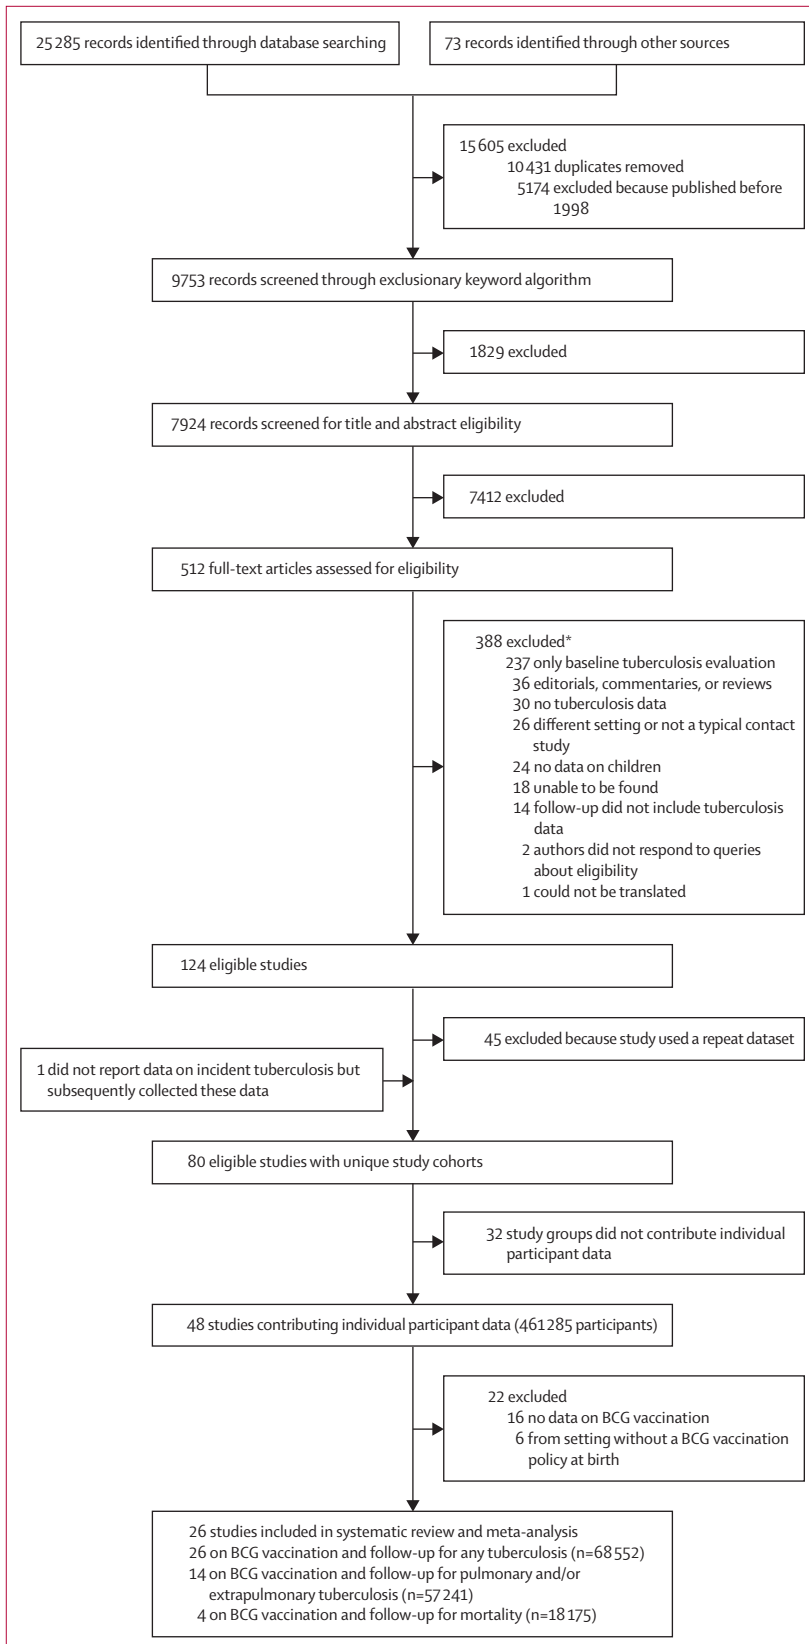 25 285 records identified through database searching
73 records identified through other sources
15 605 excluded
10 431 duplicates removed
5174 excluded because published before
1998
9753 records screened through exclusionary keyword algorithm
1829 excluded
7924 records screened for title and abstract eligibility
7412 excluded
512 full-text articles assessed for eligibility
388 excluded*
237 only baseline tuberculosis evaluation
36 editorials, commentaries, or reviews
30 no tuberculosis data
26 different setting or not a typical contact
study
24 no data on children
18 unable to be found
14 follow-up did not include tuberculosis
data
2 authors did not respond to queries
about eligibility
1 could not be translated
124 eligible studies
45 excluded because study used a repeat dataset
1 did not report data on incident tuberculosis but
subsequently collected these data
80 eligible studies with unique study cohorts
32 study groups did not contribute individual
participant data
48 studies contributing individual participant data (461 285 participants)
22 excluded
16 no data on BCG vaccination
6 from setting without a BCG vaccination
policy at birth
26 studies included in systematic review and meta-analysis
26 on BCG vaccination and follow-up for any tuberculosis (n=68 552)
14 on BCG vaccination and follow-up for pulmonary and/or
extrapulmonary tuberculosis (n=57 241)
4 on BCG vaccination and follow-up for mortality (n=18 175)